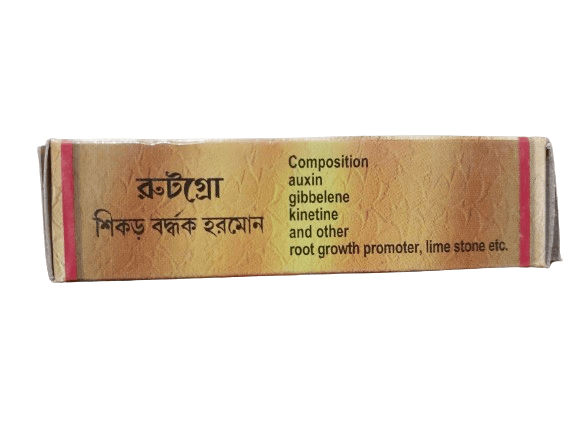 রুটগ্রো
শিকড় বর্দ্ধক হরমোন
Composition
auxin
gibbelene
kinetine
and other
root growth promoter, lime stone etc.